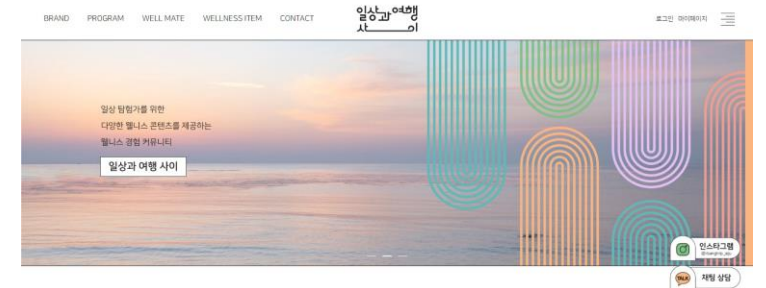 BRAND PROGRAM WELL MATE WELLNESS ITEM CONTACT
일상과여행
사이
로그인 마이페이지
일상 탐험가를 위한
다양한 웰니스 콘텐츠를 제공하는
웰니스 경험 커뮤니티
일상과 여행 사이
인스타그램
TALK 채팅 상담